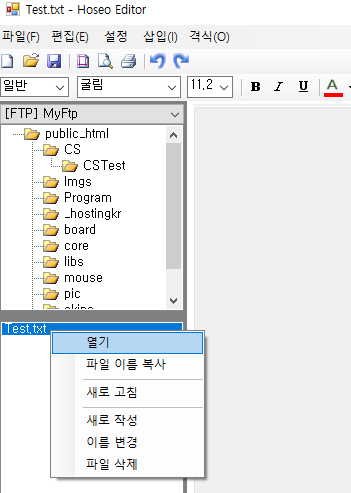 Test.txt - Hoseo Editor
파일(F) 편집(E) 설정 삽입(I) 격식(O)
일반 굴림 11,2 B I U A
[FTP] MyFtp
public_html
CS
CSTest
Imgs
Program
_hostingkr
board
core
libs
mouse
pic
Test,txt
열기
파일 이름 복사
새로 고침
새로 작성
이름 변경
파일 삭제